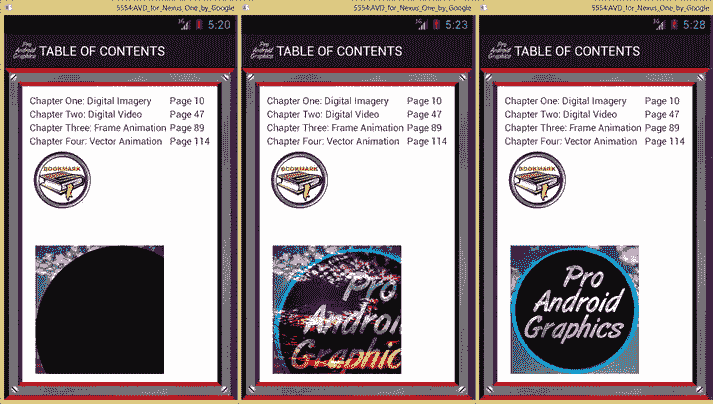 5554:AVD_for_Nexus_One_by_Google
3G 5:20
Pro Android Graphics TABLE OF CONTENTS
Chapter One: Digital Imagery Page 10
Chapter Two: Digital Video Page 47
Chapter Three: Frame Animation Page 89
Chapter Four: Vector Animation Page 114
BOOKMARK
5554:AVD_for_Nexus_One_by_Google
3G 5:23
Pro Android Graphics TABLE OF CONTENTS
Chapter One: Digital Imagery Page 10
Chapter Two: Digital Video Page 47
Chapter Three: Frame Animation Page 89
Chapter Four: Vector Animation Page 114
BOOKMARK
Pro
Androi
Graphic
5554:AVD_for_Nexus_One_by_Google
3G 5:28
Pro Android Graphics TABLE OF CONTENTS
Chapter One: Digital Imagery Page 10
Chapter Two: Digital Video Page 47
Chapter Three: Frame Animation Page 89
Chapter Four: Vector Animation Page 114
BOOKMARK
Pro
Android
Graphics